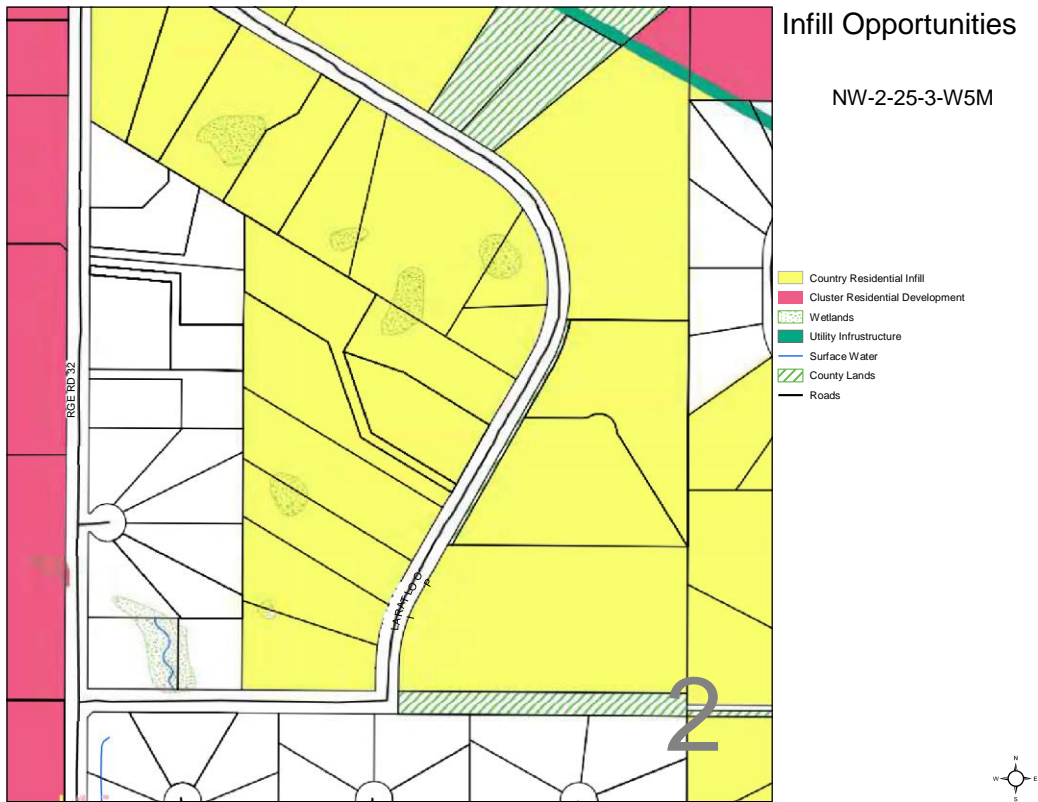 Infill Opportunities
NW-2-25-3-W5M
Country Residential Infill
Cluster Residential Development
Wetlands
Utility Infrastructure
Surface Water
County Lands
Roads
RGE RD 32
2
N
W E
S